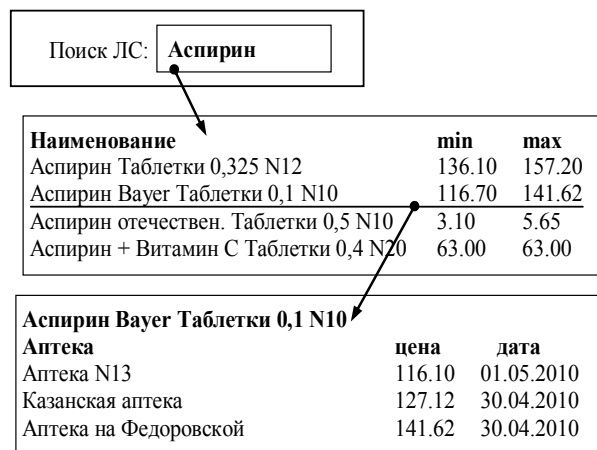 Поиск ЛС: Аспирин
Наименование min max
Аспирин Таблетки 0,325 N12 136.10 157.20
Аспирин Bayer Таблетки 0,1 N10 116.70 141.62
Аспирин отечествен. Таблетки 0,5 N10 3.10 5.65
Аспирин + Витамин С Таблетки 0,4 N20 63.00 63.00
Аспирин Bayer Таблетки 0,1 N10
Аптека цена дата
Аптека N13 116.10 01.05.2010
Казанская аптека 127.12 30.04.2010
Аптека на Федоровской 141.62 30.04.2010